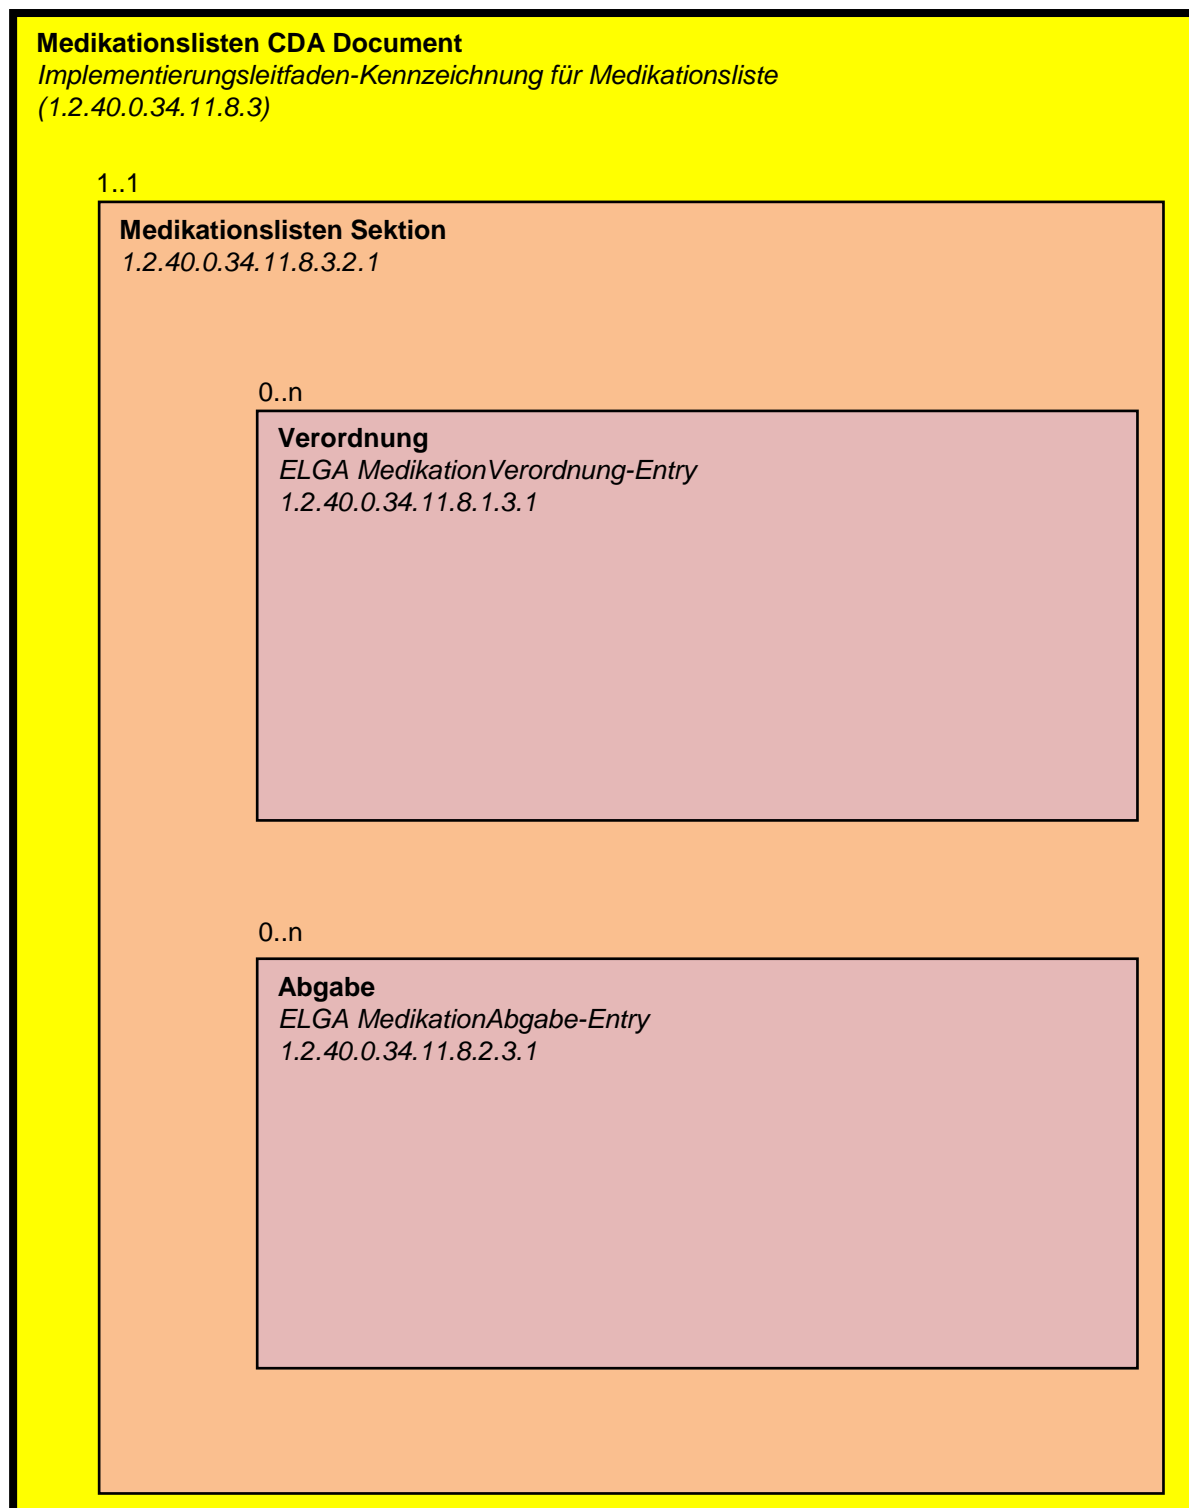 Medikationslisten CDA Document
Implementierungsleitfaden-Kennzeichnung für Medikationsliste
(1.2.40.0.34.11.8.3)
1..1
Medikationslisten Sektion
1.2.40.0.34.11.8.3.2.1
0..n
Verordnung
ELGA MedikationVerordnung-Entry
1.2.40.0.34.11.8.1.3.1
0..n
Abgabe
ELGA MedikationAbgabe-Entry
1.2.40.0.34.11.8.2.3.1